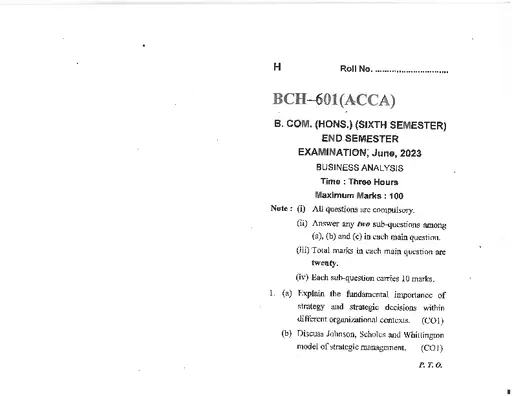 H Roll No. .............................
BCH–601(ACCA)
B. COM. (HONS.) (SIXTH SEMESTER)
END SEMESTER
EXAMINATION, June, 2023
BUSINESS ANALYSIS
Time : Three Hours
Maximum Marks : 100
Note : (i) All questions are compulsory.
(ii) Answer any two sub-questions among
(a), (b) and (c) in each main question.
(iii) Total marks in each main question are
twenty.
(iv) Each sub-question carries 10 marks.
1. (a) Explain the fundamental importance of
strategy and strategic decisions within
different organizational contexts. (CO1)
(b) Discuss Johnson, Scholes and Whittington
model of strategic management. (CO1)
P. T. O.